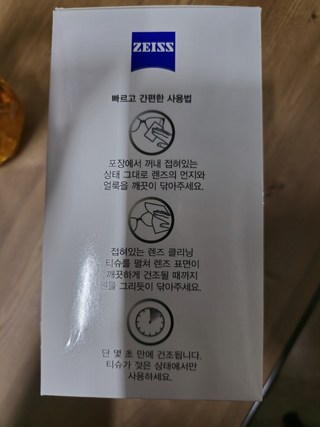 ZEISS
빠르고 간편한 사용법
포장에서 꺼내 접혀있는
상태 그대로 렌즈의 먼지와
얼룩을 깨끗이 닦아주세요.
접혀있는 렌즈 클리닝
티슈를 펼쳐 렌즈 표면이
깨끗하게 건조될 때까지
원을 그리듯이 닦아주세요.
단 몇 초 만에 건조됩니다.
티슈가 젖은 상태에서만
사용하세요.